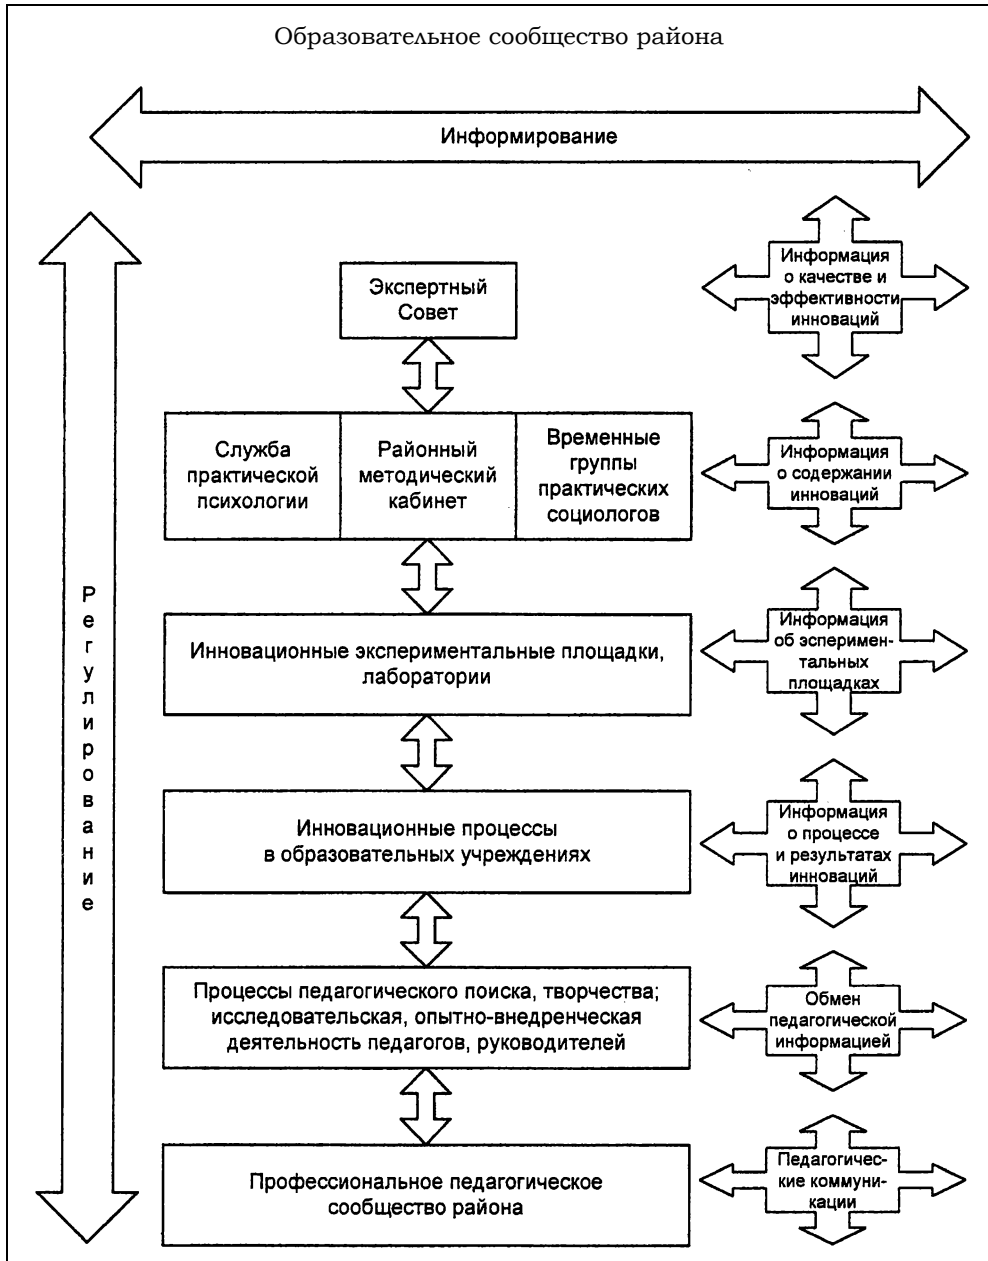 Образовательное сообщество района
Информирование
Регулирование
Экспертный
Совет
Информация
о качестве и
эффективности
инноваций
Служба
практической
психологии
Районный
методический
кабинет
Временные
группы
практических
социологов
Информация
о содержании
инноваций
Инновационные экспериментальные площадки,
лаборатории
Информация
об эсперимен-
тальных
площадках
Инновационные процессы
в образовательных учреждениях
Информация
о процессе
и результатах
инноваций
Процессы педагогического поиска, творчества;
исследовательская, опытно-внедренческая
деятельность педагогов, руководителей
Обмен
педагогической
информацией
Профессиональное педагогическое
сообщество района
Педагогичес-
кие коммуни-
кации